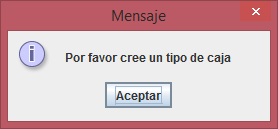 Mensaje
Por favor cree un tipo de caja
Aceptar